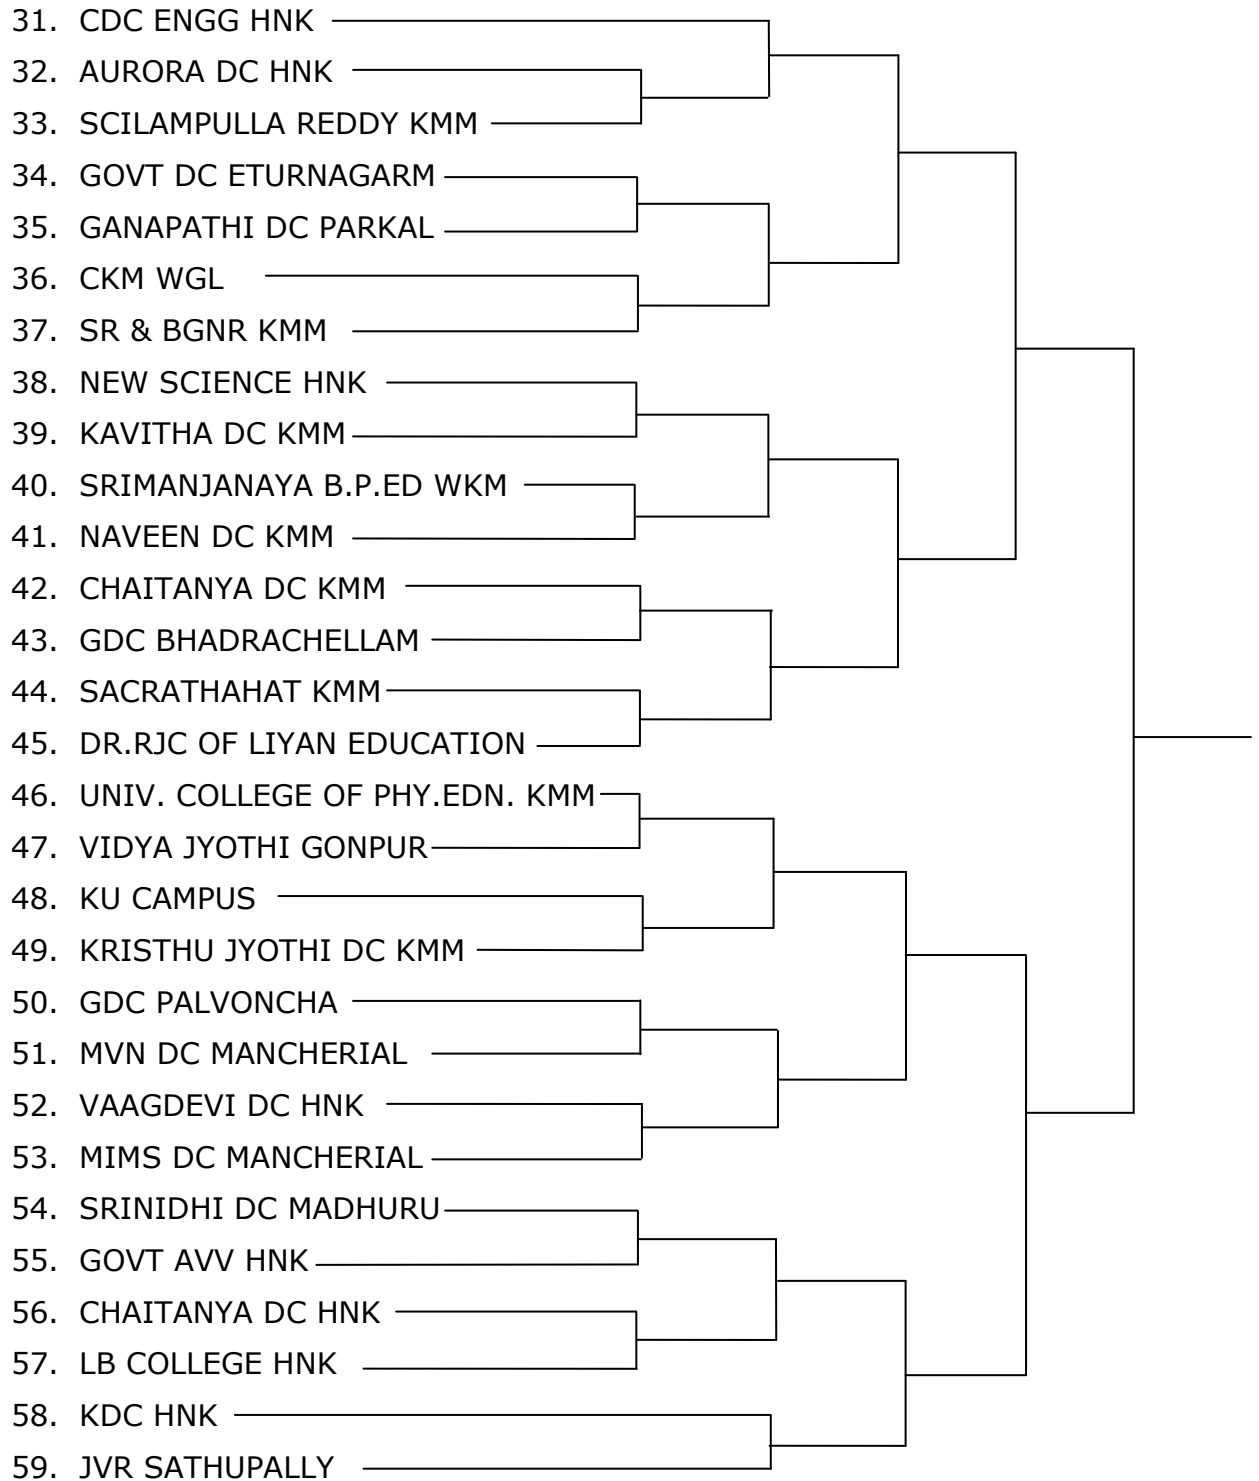 31. CDC ENGG HNK
32. AURORA DC HNK
33. SCILAMPULLA REDDY KMM
34. GOVT DC ETURNAGARM
35. GANAPATHI DC PARKAL
36. CKM WGL
37. SR & BGNR KMM
38. NEW SCIENCE HNK
39. KAVITHA DC KMM
40. SRIMANJANAYA B.P.ED WKM
41. NAVEEN DC KMM
42. CHAITANYA DC KMM
43. GDC BHADRACHELLAM
44. SACRATHAHAT KMM
45. DR.RJC OF LIYAN EDUCATION
46. UNIV. COLLEGE OF PHY.EDN. KMM
47. VIDYA JYOTHI GONPUR
48. KU CAMPUS
49. KRISTHU JYOTHI DC KMM
50. GDC PALVONCHA
51. MVN DC MANCHERIAL
52. VAAGDEVI DC HNK
53. MIMS DC MANCHERIAL
54. SRINIDHI DC MADHURU
55. GOVT AVV HNK
56. CHAITANYA DC HNK
57. LB COLLEGE HNK
58. KDC HNK
59. JVR SATHUPALLY